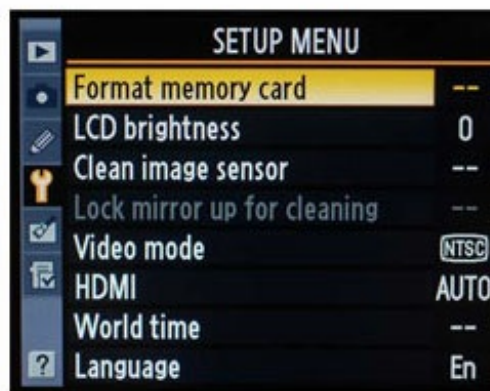 SETUP MENU
Format memory card --
LCD brightness 0
Clean image sensor --
Lock mirror up for cleaning --
Video mode NTSC
HDMI AUTO
World time --
? Language En